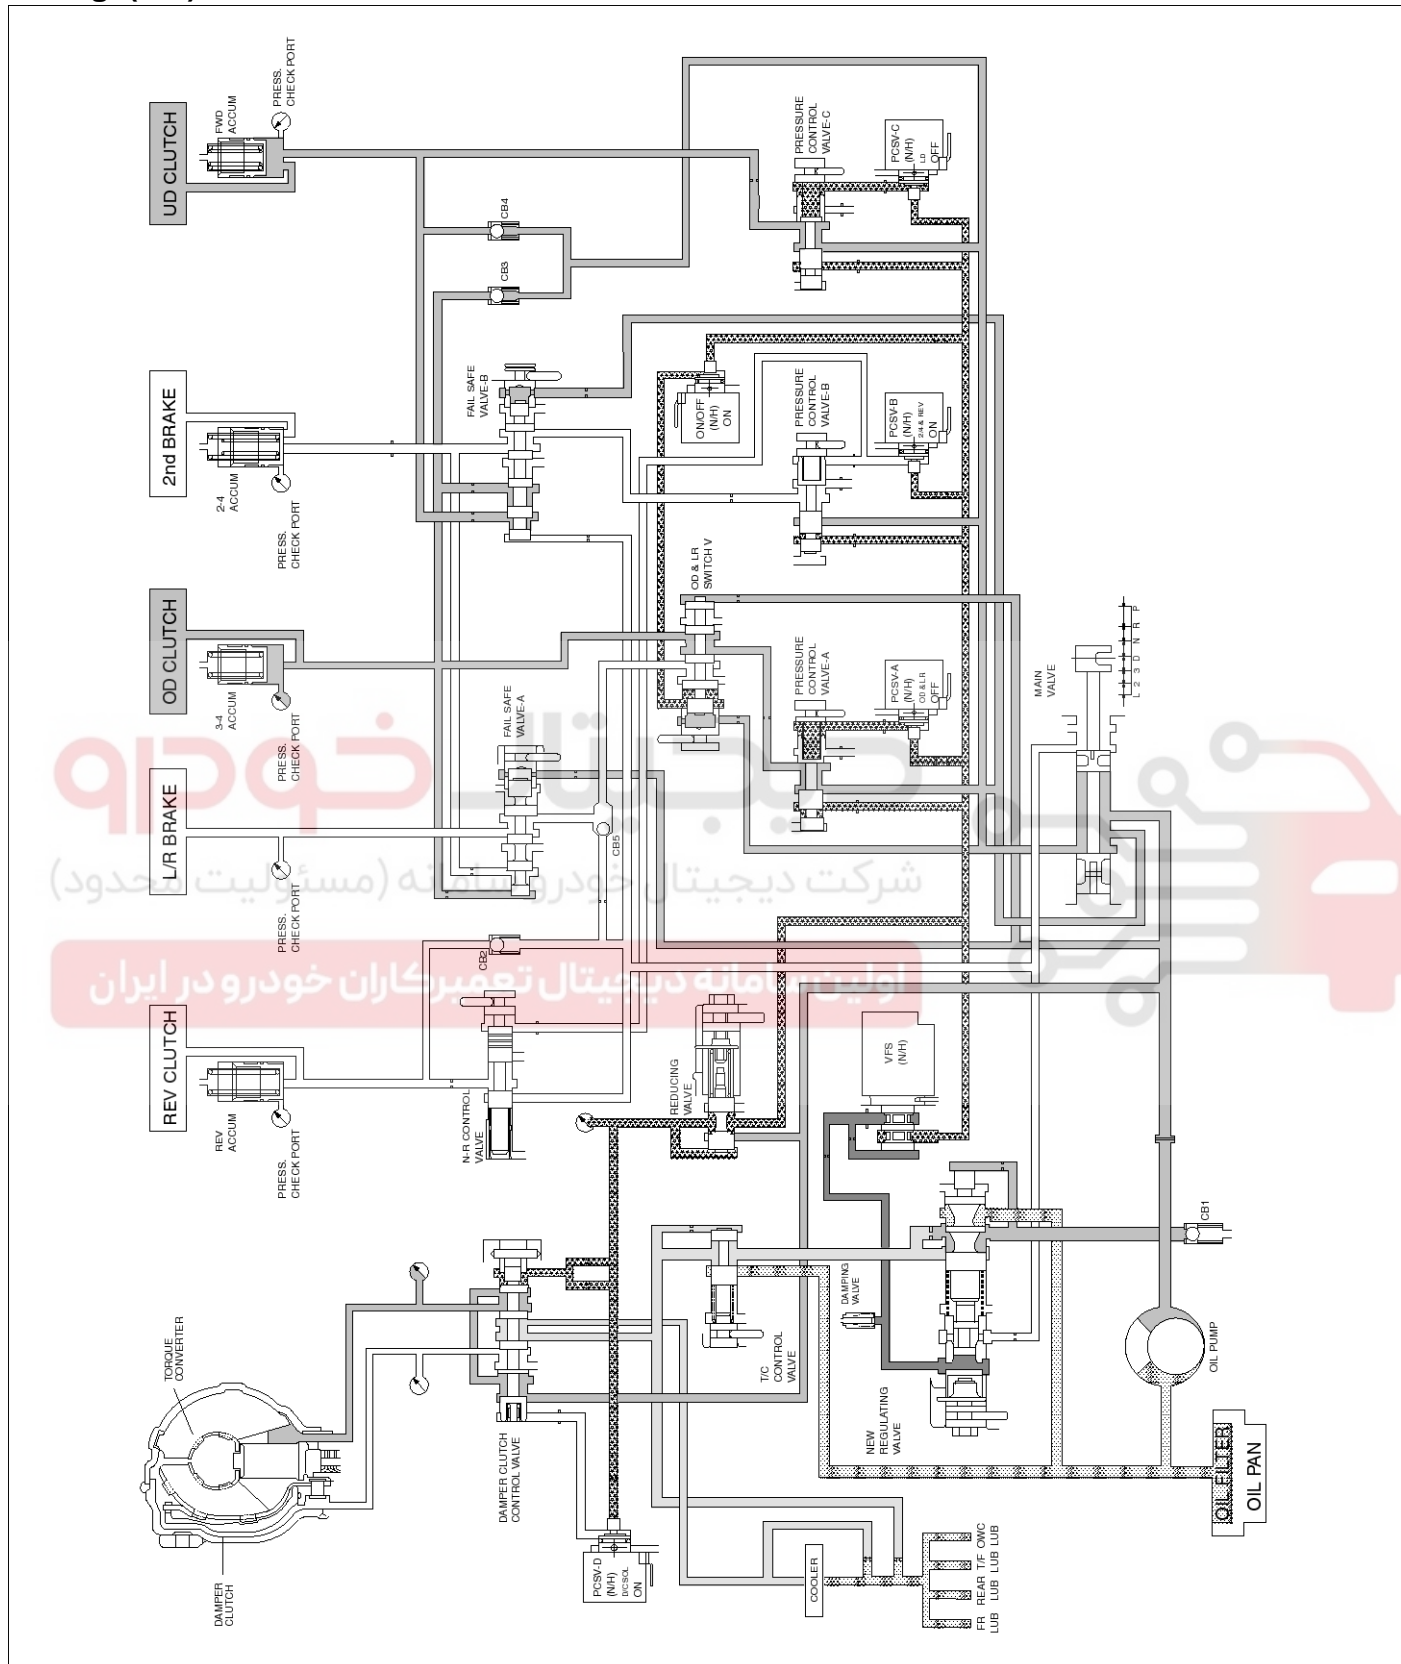 UD CLUTCH
FWD
ACCUM
PRESS.
CHECK PORT
2nd BRAKE
2-4
ACCUM
PRESS.
CHECK PORT
OD CLUTCH
3-4
ACCUM
PRESS.
CHECK PORT
L/R BRAKE
PRESS.
CHECK PORT
REV CLUTCH
REV
ACCUM
PRESS.
CHECK PORT
CB4
CB3
PRESSURE
CONTROL
VALVE-C
PCSV-C
(N/H)
LD
OFF
FAIL SAFE
VALVE-B
ON/OFF
(N/H)
ON
PRESSURE
CONTROL
VALVE-B
PCSV-B
(N/H)
2/4 & REV
ON
OD & LR
SWITCH V
PRESSURE
CONTROL
VALVE-A
PCSV-A
(N/H)
OD &LR
OFF
FAIL SAFE
VALVE-A
CB5
MAIN
VALVE
L 2 3 D N R P
CB2
N-R CONTROL
VALVE
REDUCING
VALVE
VFS
(N/H)
CB1
DAMPING
VALVE
T/C
CONTROL
VALVE
NEW
REGULATING
VALVE
OIL PUMP
OIL FILTER
OIL PAN
TORQUE
CONVERTER
DAMPER
CLUTCH
DAMPER CLUTCH
CONTROL VALVE
PCSV-D
(N/H)
D/CSOL
ON
COOLER
FR
LUB
REAR
LUB
T/F
LUB
OWC
LUB
دیجیتال خودرو
شرکت دیجیتال خودرو سامانه (مسئولیت محدود)
اولین سامانه دیجیتال تعمیرکاران خودرو در ایران